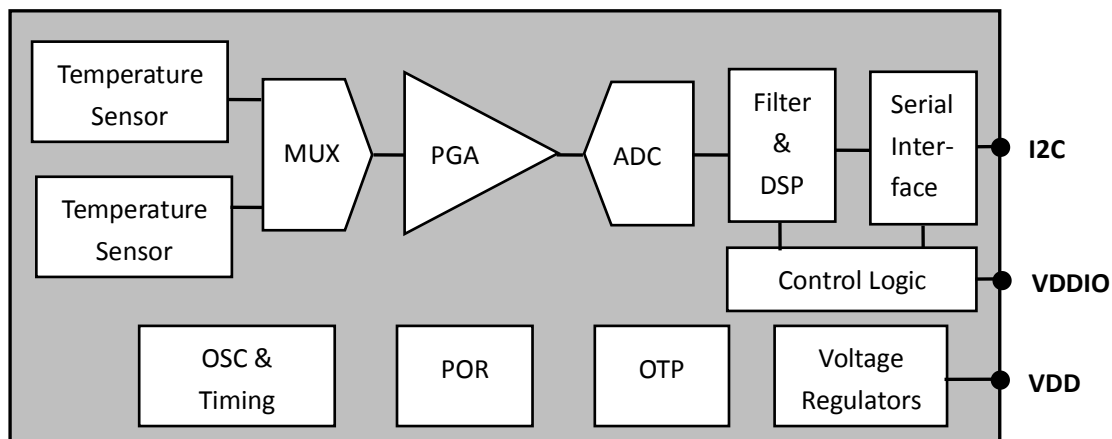 Temperature
Sensor
Temperature
Sensor
MUX
PGA
ADC
Filter
&
DSP
Serial
Inter-
face
I2C
Control Logic
VDDIO
OSC &
Timing
POR
OTP
Voltage
Regulators
VDD